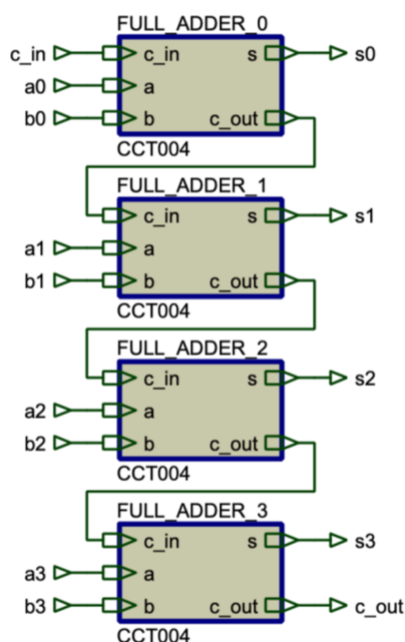 FULL_ADDER_0
c_in c_in s s0
a0 a
b0 b c_out
CCT004
FULL_ADDER_1
c_in s s1
a1 a
b1 b c_out
CCT004
FULL_ADDER_2
c_in s s2
a2 a
b2 b c_out
CCT004
FULL_ADDER_3
c_in s s3
a3 a
b3 b c_out c_out
CCT004